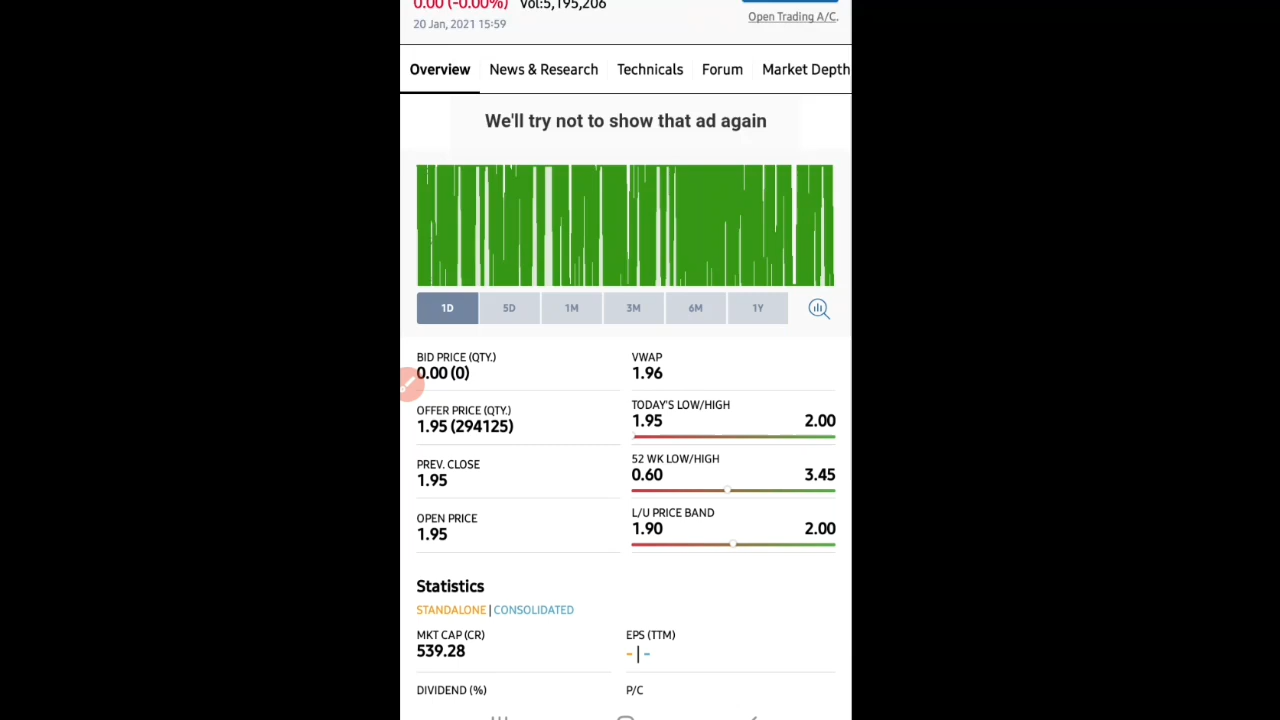 0.00 (-0.00%) Vol:5,195,206
20 Jan, 2021 15:59
Open Trading A/C.
Overview News & Research Technicals Forum Market Depth
We'll try not to show that ad again
1D 5D 1M 3M 6M 1Y
BID PRICE (QTY.)
0.00 (0)
VWAP
1.96
OFFER PRICE (QTY.)
1.95 (294125)
TODAY'S LOW/HIGH
1.95 2.00
PREV. CLOSE
1.95
52 WK LOW/HIGH
0.60 3.45
OPEN PRICE
1.95
L/U PRICE BAND
1.90 2.00
Statistics
STANDALONE | CONSOLIDATED
MKT CAP (CR)
539.28
EPS (TTM)
- | -
DIVIDEND (%)
P/C